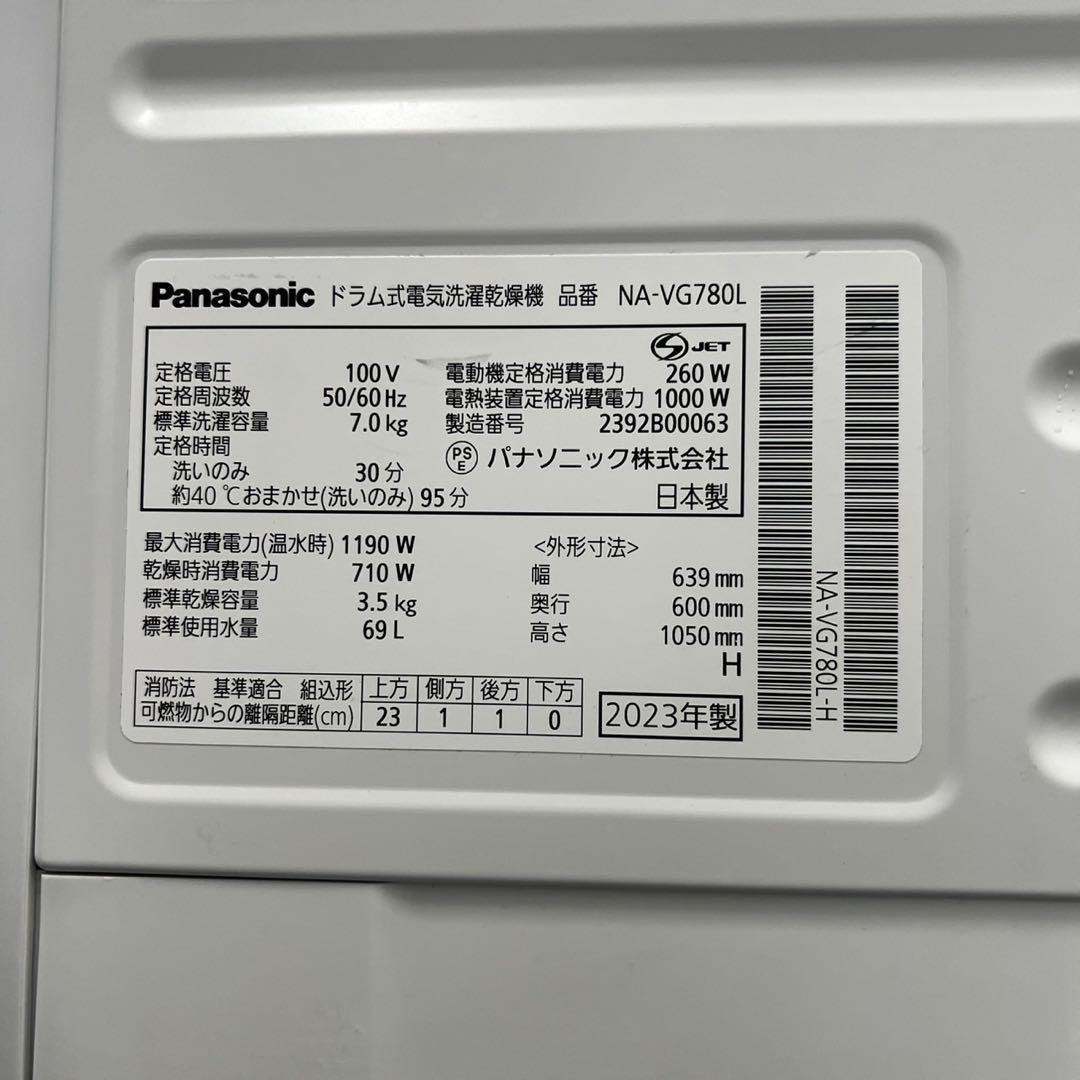 Panasonic ドラム式電気洗濯乾燥機 品番 NA-VG780L
JET
定格電圧 100 V
定格周波数 50/60 Hz
標準洗濯容量 7.0 kg
定格時間
洗いのみ 30 分
約40 ℃おまかせ(洗いのみ) 95 分
電動機定格消費電力 260 W
電熱装置定格消費電力 1000 W
製造番号 2392B00063
PSE パナソニック株式会社
日本製
最大消費電力(温水時) 1190 W
乾燥時消費電力 710 W
標準乾燥容量 3.5 kg
標準使用水量 69 L
<外形寸法>
幅 639 mm
奥行 600 mm
高さ 1050 mm
H
消防法 基準適合 組込形 上方 側方 後方 下方
可燃物からの離隔距離(cm) 23 1 1 0
2023年製
NA-VG780L-H